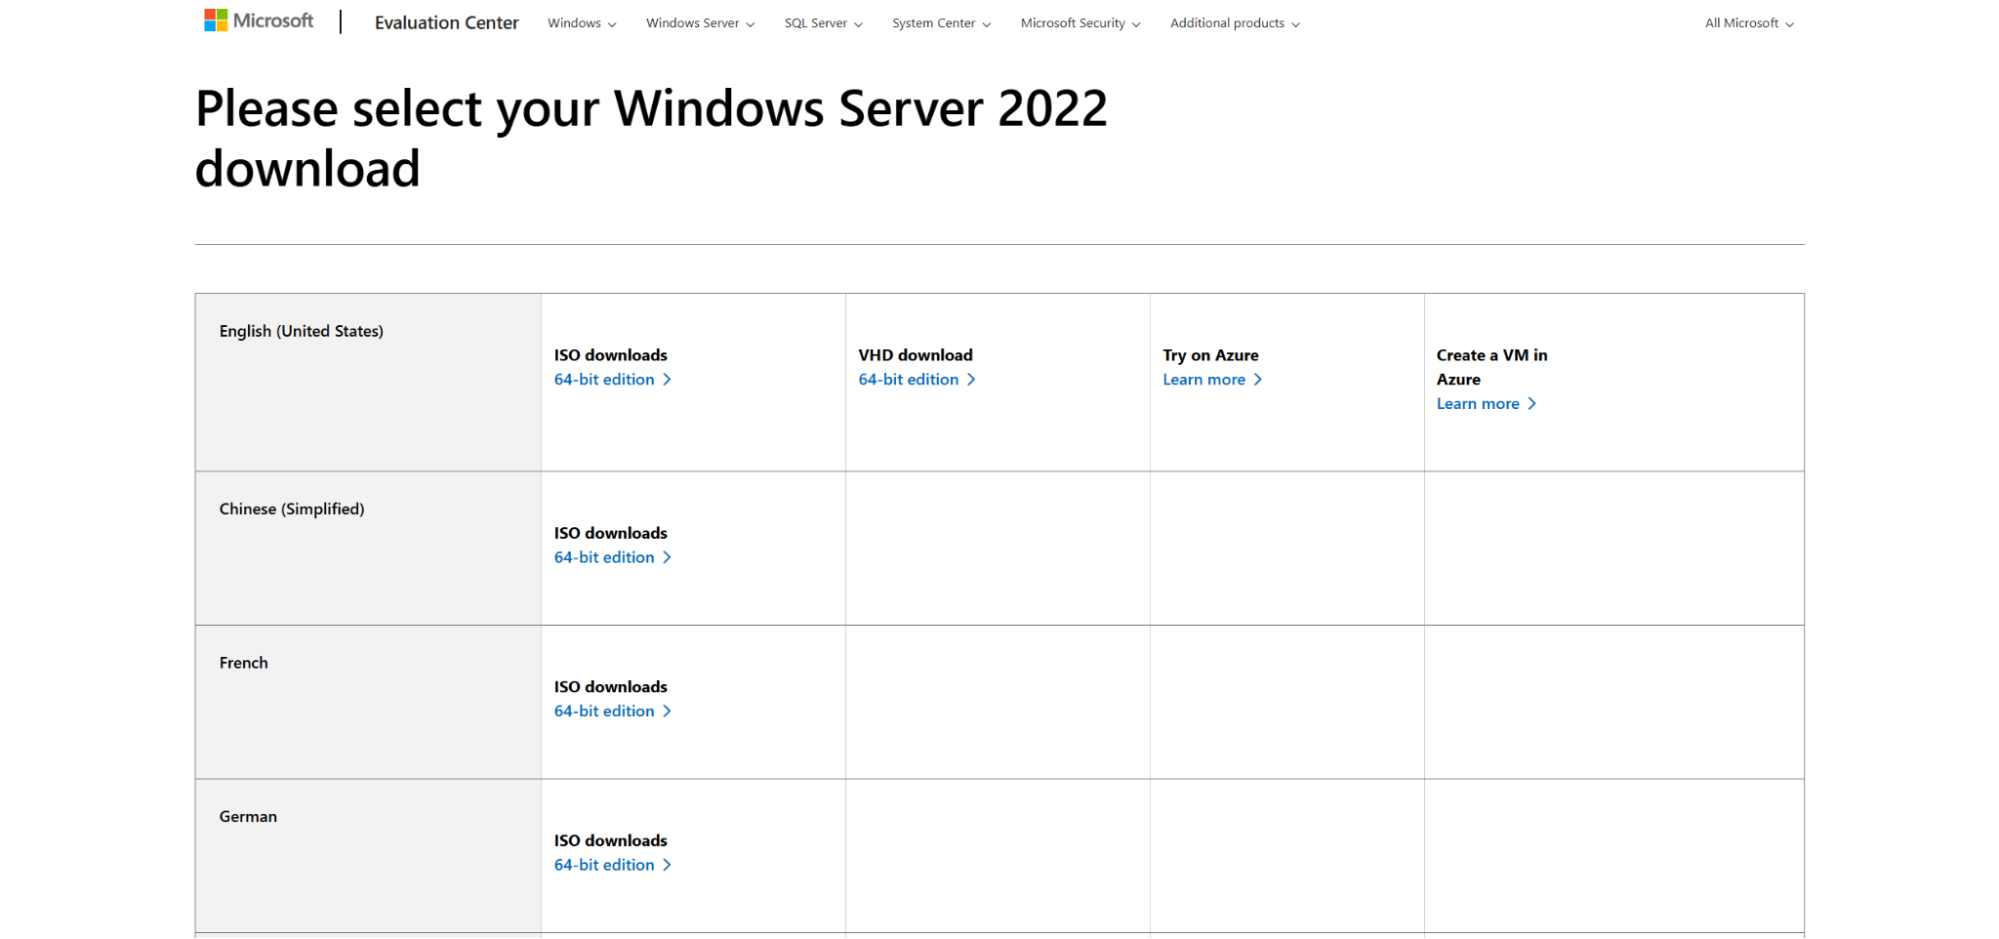 Microsoft
Evaluation Center
Windows
Windows Server
SQL Server
System Center
Microsoft Security
Additional products
All Microsoft
Please select your Windows Server 2022
download
English (United States)
ISO downloads
64-bit edition
VHD download
64-bit edition
Try on Azure
Learn more
Create a VM in
Azure
Learn more
Chinese (Simplified)
ISO downloads
64-bit edition
French
ISO downloads
64-bit edition
German
ISO downloads
64-bit edition